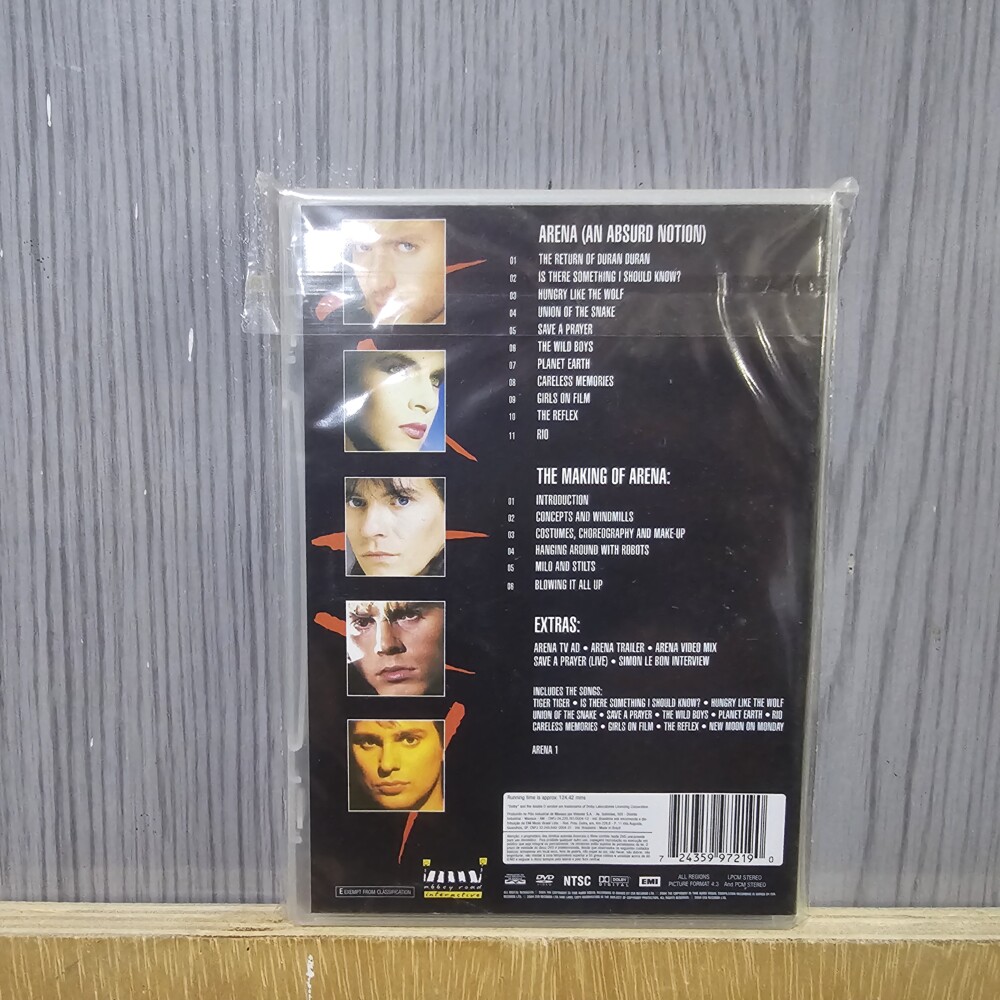 ARENA (AN ABSURD NOTION)
01 THE RETURN OF DURAN DURAN
02 IS THERE SOMETHING I SHOULD KNOW?
03 HUNGRY LIKE THE WOLF
04 UNION OF THE SNAKE
05 SAVE A PRAYER
06 THE WILD BOYS
07 PLANET EARTH
08 CARELESS MEMORIES
09 GIRLS ON FILM
10 THE REFLEX
11 RIO
THE MAKING OF ARENA:
01 INTRODUCTION
02 CONCEPTS AND WINDMILLS
03 COSTUMES, CHOREOGRAPHY AND MAKE-UP
04 HANGING AROUND WITH ROBOTS
05 MILO AND STILTS
06 BLOWING IT ALL UP
EXTRAS:
ARENA TV AD • ARENA TRAILER • ARENA VIDEO MIX
SAVE A PRAYER (LIVE) • SIMON LE BON INTERVIEW
INCLUDES THE SONGS:
TIGER TIGER • IS THERE SOMETHING I SHOULD KNOW? • HUNGRY LIKE THE WOLF
UNION OF THE SNAKE • SAVE A PRAYER • THE WILD BOYS • PLANET EARTH • RIO
CARELESS MEMORIES • GIRLS ON FILM • THE REFLEX • NEW MOON ON MONDAY
ARENA 1
Running time is approx. 124.42 mins
7 24359 97219 0
abbey road
interactive
E EXEMPT FROM CLASSIFICATION
DVD
NTSC
DOLBY
DIGITAL
EMI
ALL REGIONS
PICTURE FORMAT 4:3
LPCM STEREO
And PCM STEREO